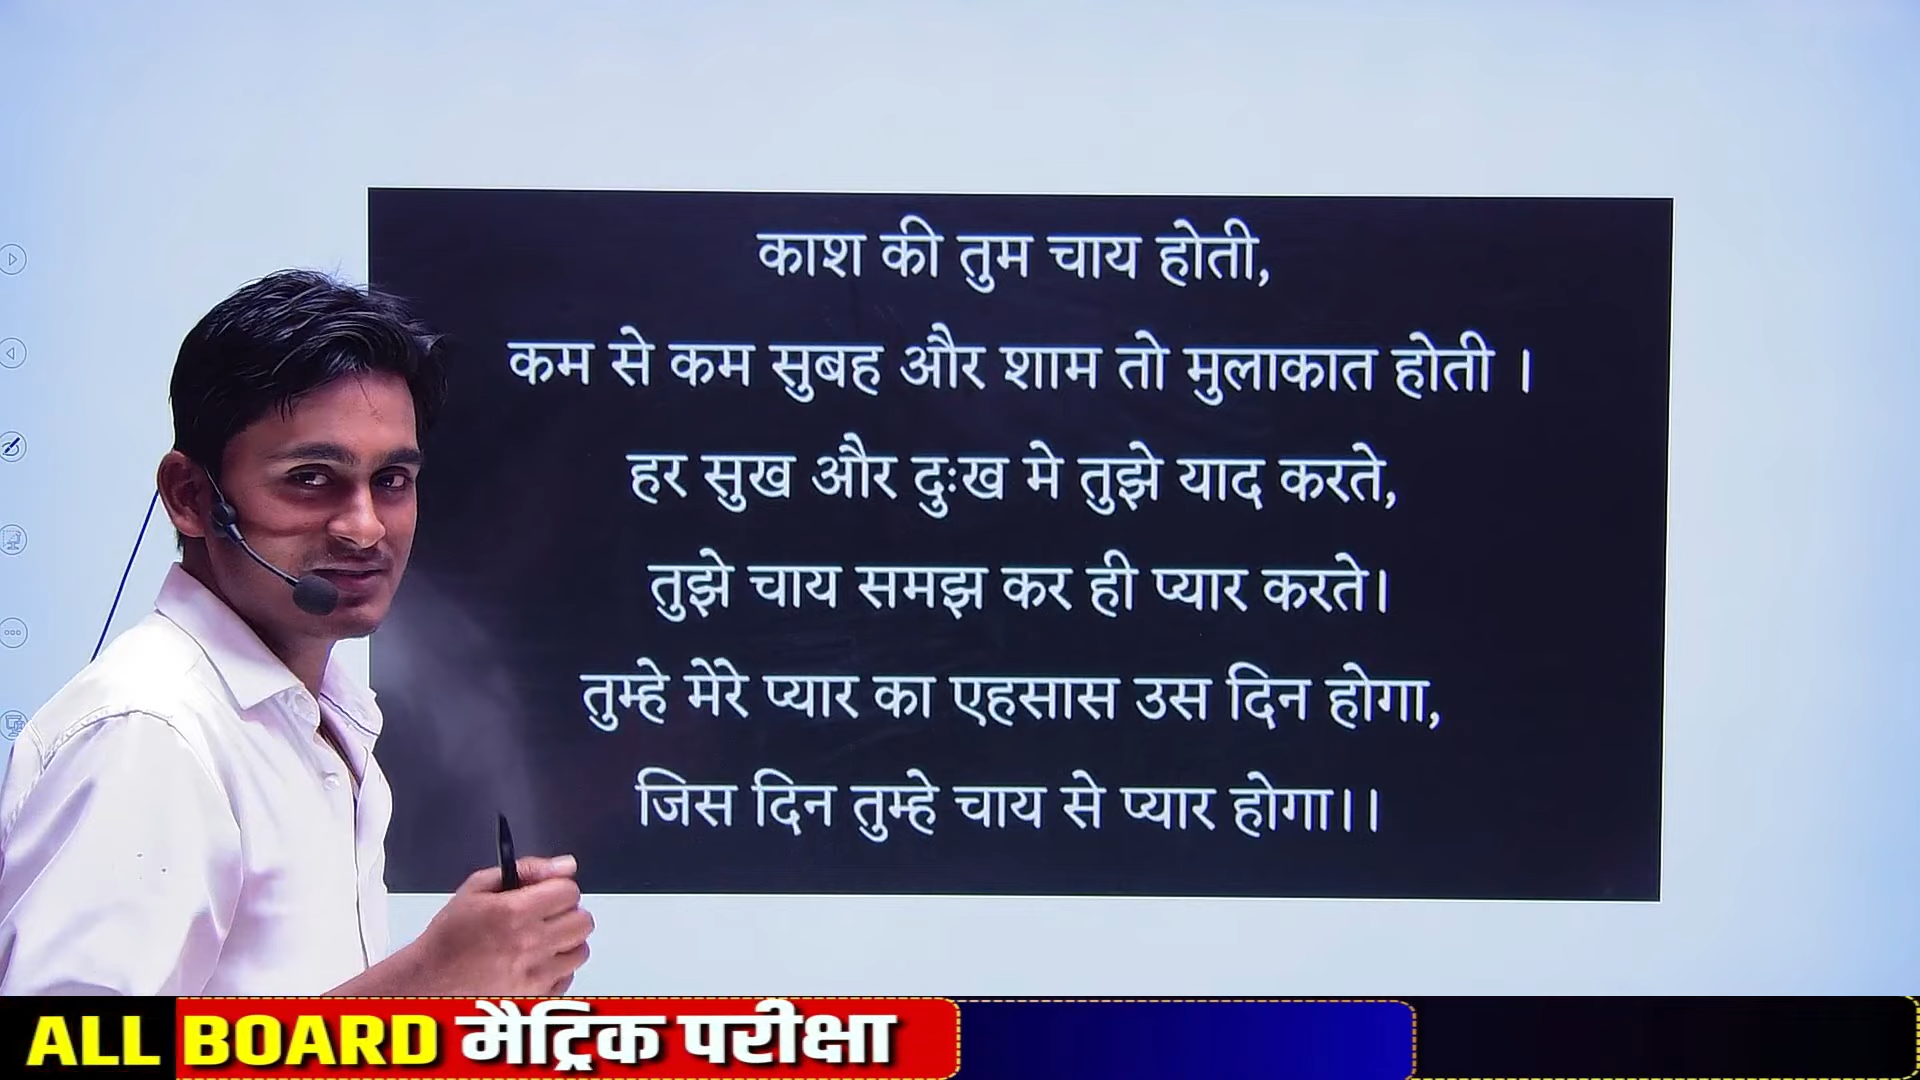 काश की तुम चाय होती,
कम से कम सुबह और शाम तो मुलाकात होती ।
हर सुख और दुःख मे तुझे याद करते,
तुझे चाय समझ कर ही प्यार करते।
तुम्हे मेरे प्यार का एहसास उस दिन होगा,
जिस दिन तुम्हे चाय से प्यार होगा।।
ALL BOARD मैट्रिक परीक्षा